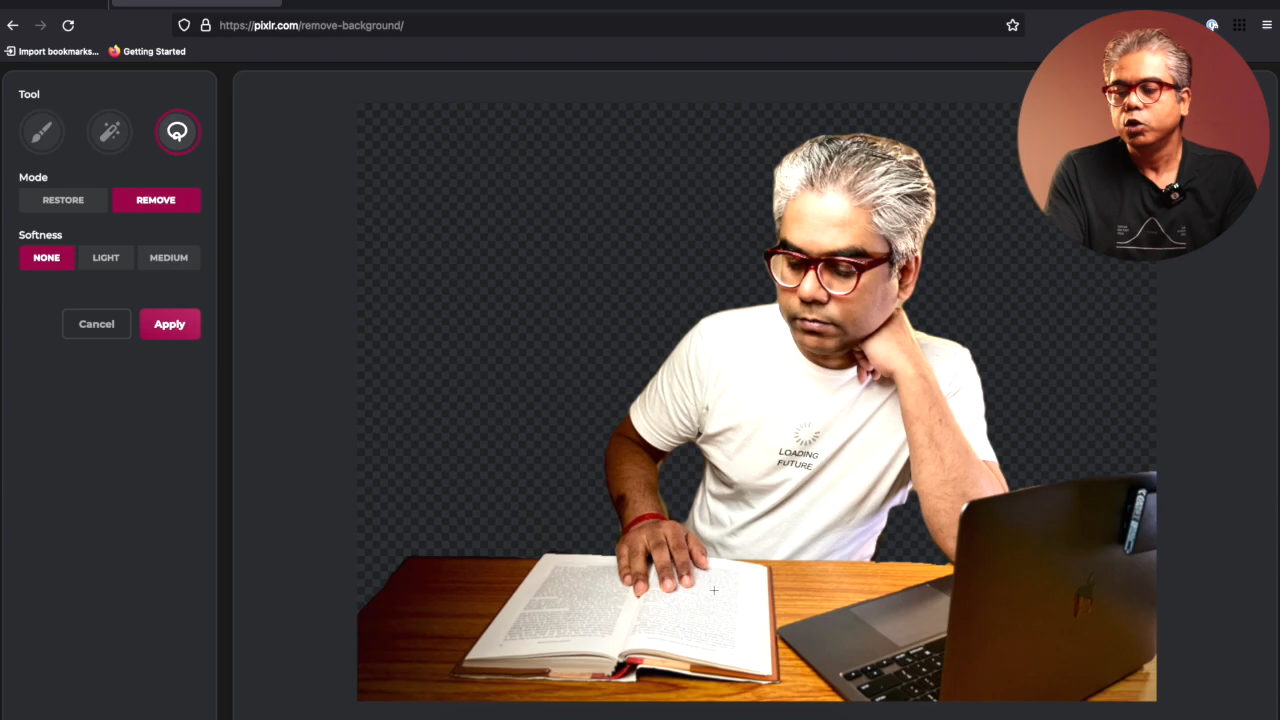 https://pixlr.com/remove-background/
Import bookmarks...
Getting Started
Tool
Mode
RESTORE
REMOVE
Softness
NONE
LIGHT
MEDIUM
Cancel
Apply
LOADING
FUTURE